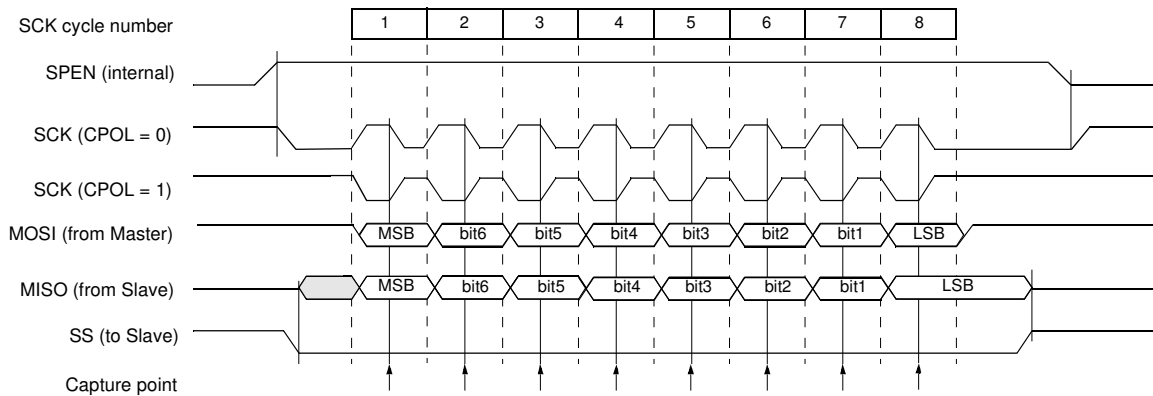 SCK cycle number 1 2 3 4 5 6 7 8
SPEN (internal)
SCK (CPOL = 0)
SCK (CPOL = 1)
MOSI (from Master) MSB bit6 bit5 bit4 bit3 bit2 bit1 LSB
MISO (from Slave) MSB bit6 bit5 bit4 bit3 bit2 bit1 LSB
SS (to Slave)
Capture point